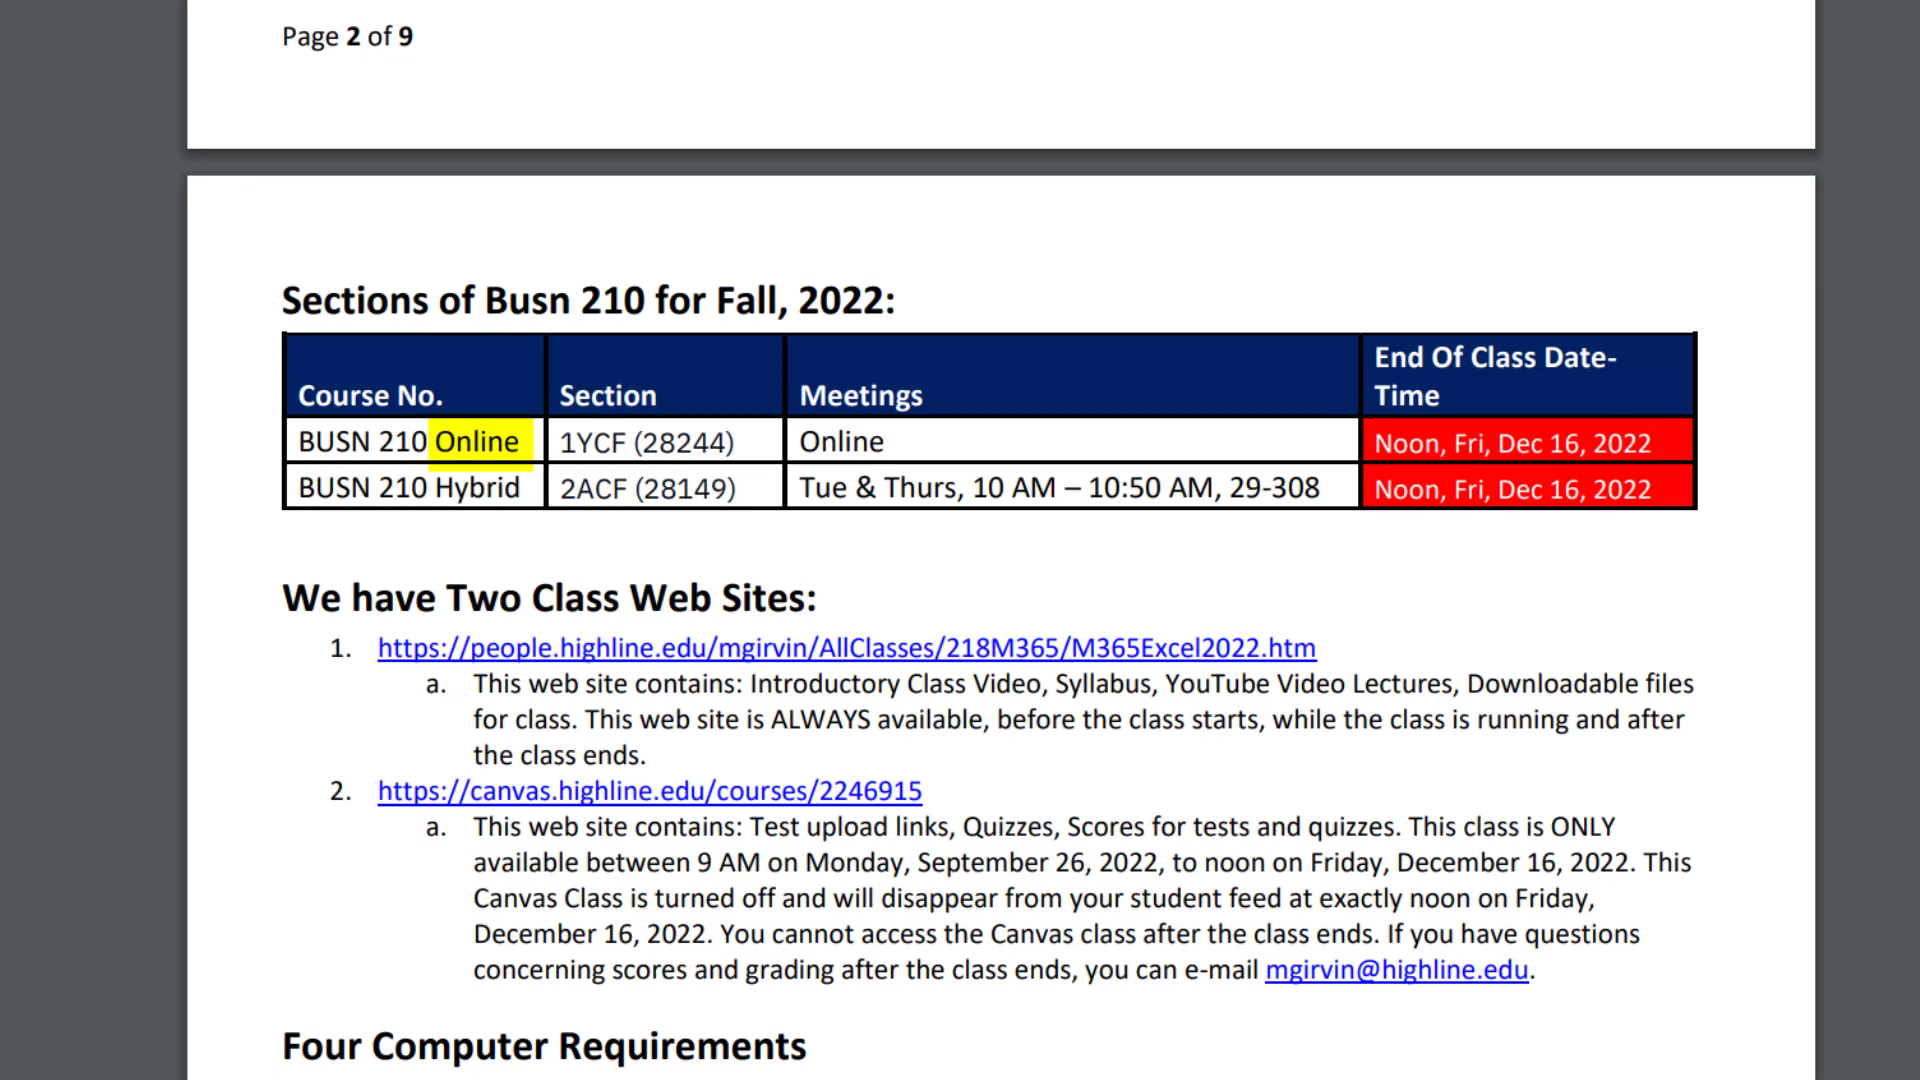 Page 2 of 9
Sections of Busn 210 for Fall, 2022:
Course No. Section Meetings End Of Class Date-
Time
BUSN 210 Online 1YCF (28244) Online Noon, Fri, Dec 16, 2022
BUSN 210 Hybrid 2ACF (28149) Tue & Thurs, 10 AM – 10:50 AM, 29-308 Noon, Fri, Dec 16, 2022
We have Two Class Web Sites:
1. https://people.highline.edu/mgirvin/AllClasses/218M365/M365Excel2022.htm
a. This web site contains: Introductory Class Video, Syllabus, YouTube Video Lectures, Downloadable files
for class. This web site is ALWAYS available, before the class starts, while the class is running and after
the class ends.
2. https://canvas.highline.edu/courses/2246915
a. This web site contains: Test upload links, Quizzes, Scores for tests and quizzes. This class is ONLY
available between 9 AM on Monday, September 26, 2022, to noon on Friday, December 16, 2022. This
Canvas Class is turned off and will disappear from your student feed at exactly noon on Friday,
December 16, 2022. You cannot access the Canvas class after the class ends. If you have questions
concerning scores and grading after the class ends, you can e-mail mgirvin@highline.edu.
Four Computer Requirements